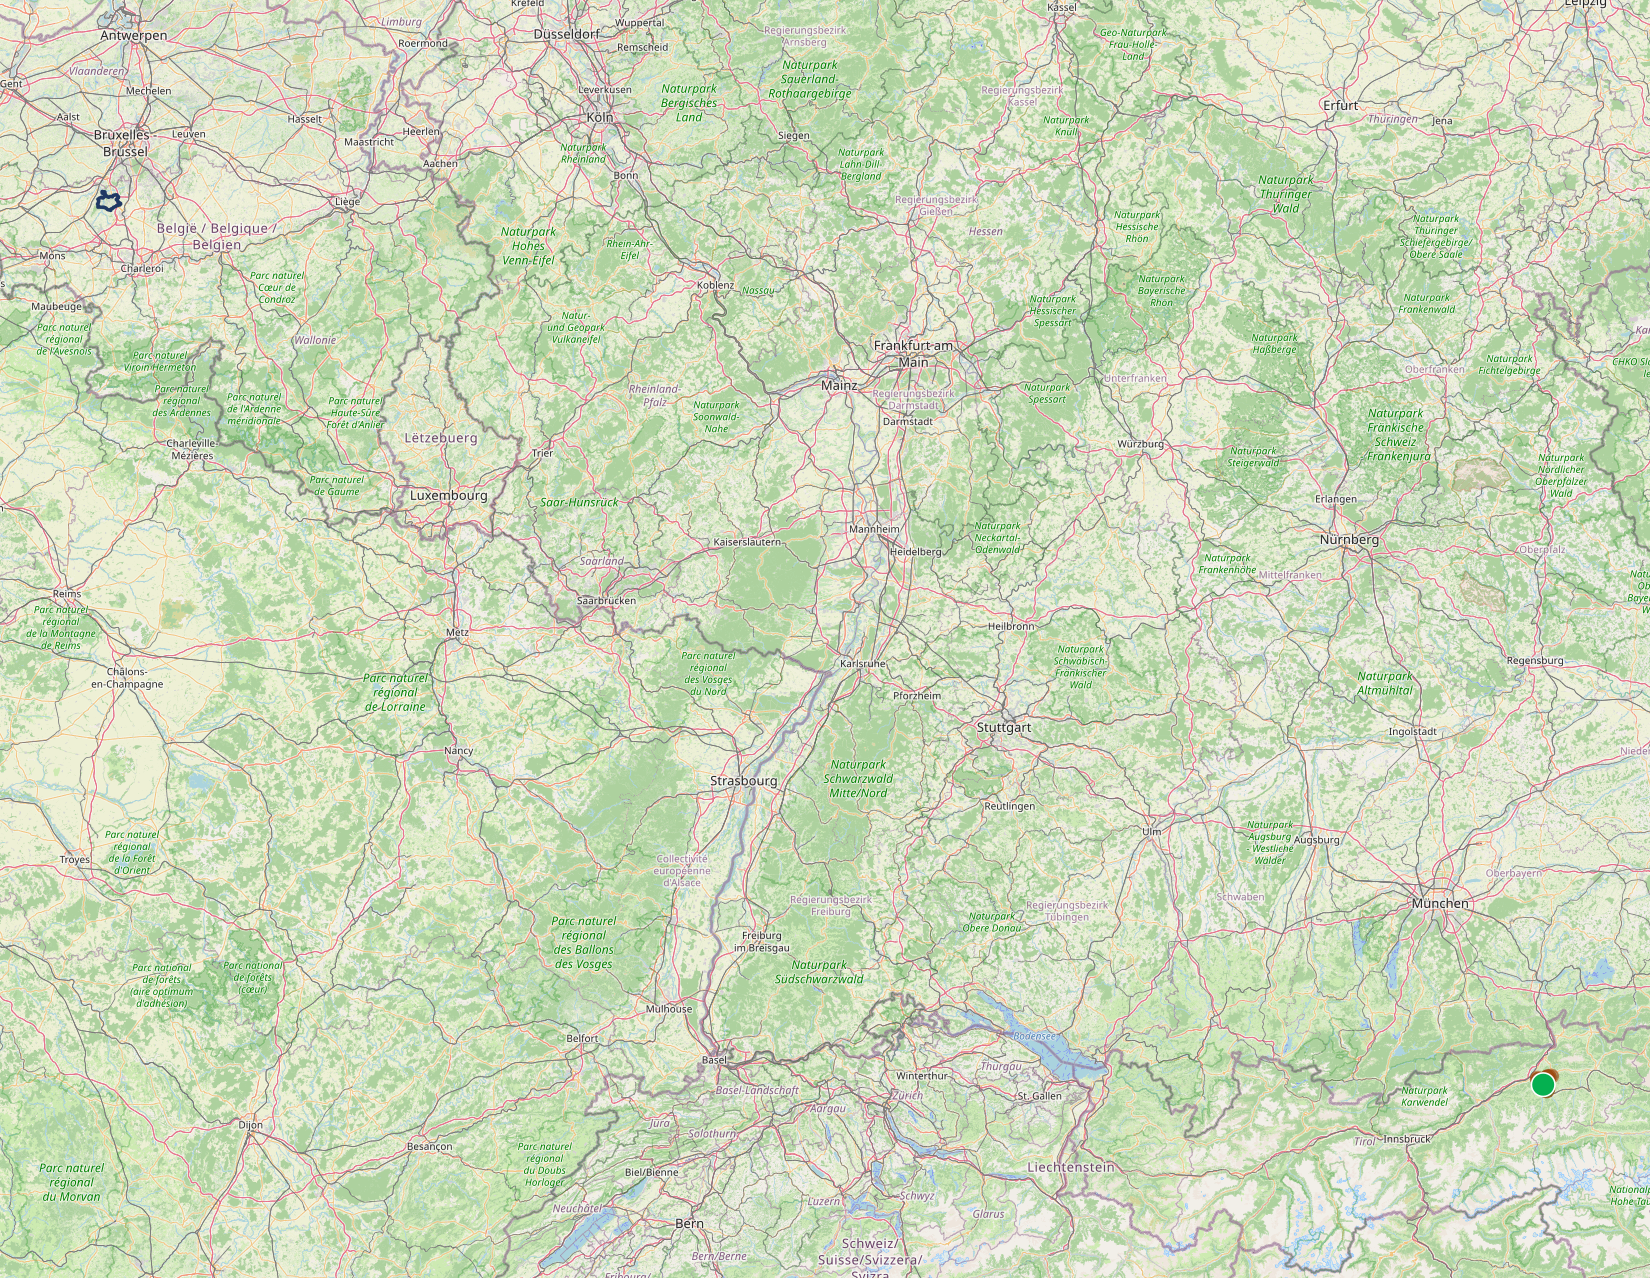 Limburg
Krefeld
Wuppertal
Kassel
Leipzig
Antwerpen
Roermond
Düsseldorf
Remscheid
Regierungsbezirk
Arnsberg
Geo-Naturpark
Frau-Holle-
Land
Vlaanderen
Gent
Mechelen
Leverkusen
Naturpark
Sauerland-
Rothaargebirge
Naturpark
Bergisches
Land
Regierungsbezirk
Kassel
Erfurt
Aalst
Hasselt
Köln
Thüringen
Jena
Bruxelles -
Brussel
Leuven
Maastricht
Heerlen
Siegen
Naturpark
Knüll
Aachen
Naturpark
Rheinland
Bonn
Naturpark
Lahn-Dill-
Bergland
Naturpark
Thüringer
Wald
Liège
Regierungsbezirk
Gießen
België / Belgique /
Belgien
Naturpark
Hohes
Venn-Eifel
Rhein-Ahr-
Eifel
Hessen
Naturpark
Hessische
Rhön
Naturpark
Thüringer
Schiefergebirge/
Obere Saale
Mons
Charleroi
Parc naturel
Cœur de
Condroz
Koblenz
Nassau
Naturpark
Bayerische
Rhön
Maubeuge
Naturpark
Hessischer
Spessart
Naturpark
Frankenwald
Parc naturel
régional
de l'Avesnois
Wallonie
Natur-
und Geopark
Vulkaneifel
Frankfurt am
Main
Naturpark
Haßberge
Parc naturel
Viroin Hermeton
Naturpark
Fichtelgebirge
Oberfranken
CHKO Sl
Parc naturel
régional
des Ardennes
Parc naturel
de l'Ardenne
méridionale
Parc naturel
Haute-Sûre
Forêt d'Anlier
Rheinland-
Pfalz
Mainz
Regierungsbezirk
Darmstadt
Naturpark
Spessart
Unterfranken
Naturpark
Soonwald-
Nahe
Darmstadt
Naturpark
Fränkische
Schweiz
Frankenjura
Charleville-
Mézières
Lëtzebuerg
Trier
Würzburg
Naturpark
Steigerwald
Naturpark
Nördlicher
Oberpfälzer
Wald
Parc naturel
de Gaume
Luxembourg
Saar-Hunsrück
Erlangen
Mannheim
Naturpark
Neckartal-
Odenwald
Kaiserslautern
Heidelberg
Nürnberg
Oberpfalz
Saarland
Naturpark
Frankenhöhe
Mittelfranken
Reims
Saarbrücken
Parc naturel
régional
de la Montagne
de Reims
Metz
Heilbronn
Châlons-
en-Champagne
Parc naturel
régional
de Lorraine
Parc naturel
régional
des Vosges
du Nord
Karlsruhe
Naturpark
Schwäbisch-
Fränkischer
Wald
Regensburg
Pforzheim
Naturpark
Altmühltal
Stuttgart
Ingolstadt
Nancy
Strasbourg
Naturpark
Schwarzwald
Mitte/Nord
Reutlingen
Ulm
Naturpark
Augsburg
- Westliche
Wälder
Augsburg
Parc naturel
régional
de la Forêt
d'Orient
Troyes
Collectivité
européenne
d'Alsace
Oberbayern
Schwaben
Regierungsbezirk
Freiburg
Regierungsbezirk
Tübingen
München
Parc naturel
régional
des Ballons
des Vosges
Naturpark
Obere Donau
Freiburg
im Breisgau
Parc national
de forêts
(aire optimum
d'adhésion)
Parc national
de forêts
(cœur)
Naturpark
Südschwarzwald
Mulhouse
Belfort
Bodensee
Basel
Thurgau
Winterthur
Basel-Landschaft
St. Gallen
Zürich
Naturpark
Karwendel
Aargau
Dijon
Jura
Solothurn
Innsbruck
Tirol
Besançon
Parc naturel
régional
du Doubs
Horloger
Biel/Bienne
Liechtenstein
Parc naturel
régional
du Morvan
Luzern
Schwyz
Neuchâtel
Glarus
Bern
Bern/Berne
Schweiz/
Suisse/Svizzera/
Svizra